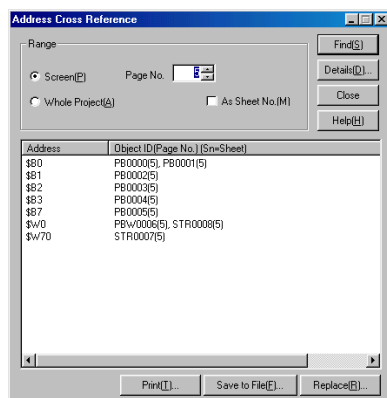 Address Cross Reference
Range
Screen(P)
Page No. 5
Whole Project(A)
As Sheet No.(M)
Find(S)
Details(D)...
Close
Help(H)
Address Object ID(Page No.) (Sn=Sheet)
$B0 PB0000(5), PB0001(5)
$B1 PB0002(5)
$B2 PB0003(5)
$B3 PB0004(5)
$B7 PB0005(5)
$W0 PBW0006(5), STR0008(5)
$W70 STR0007(5)
Print(T)... Save to File(F)... Replace(R)...